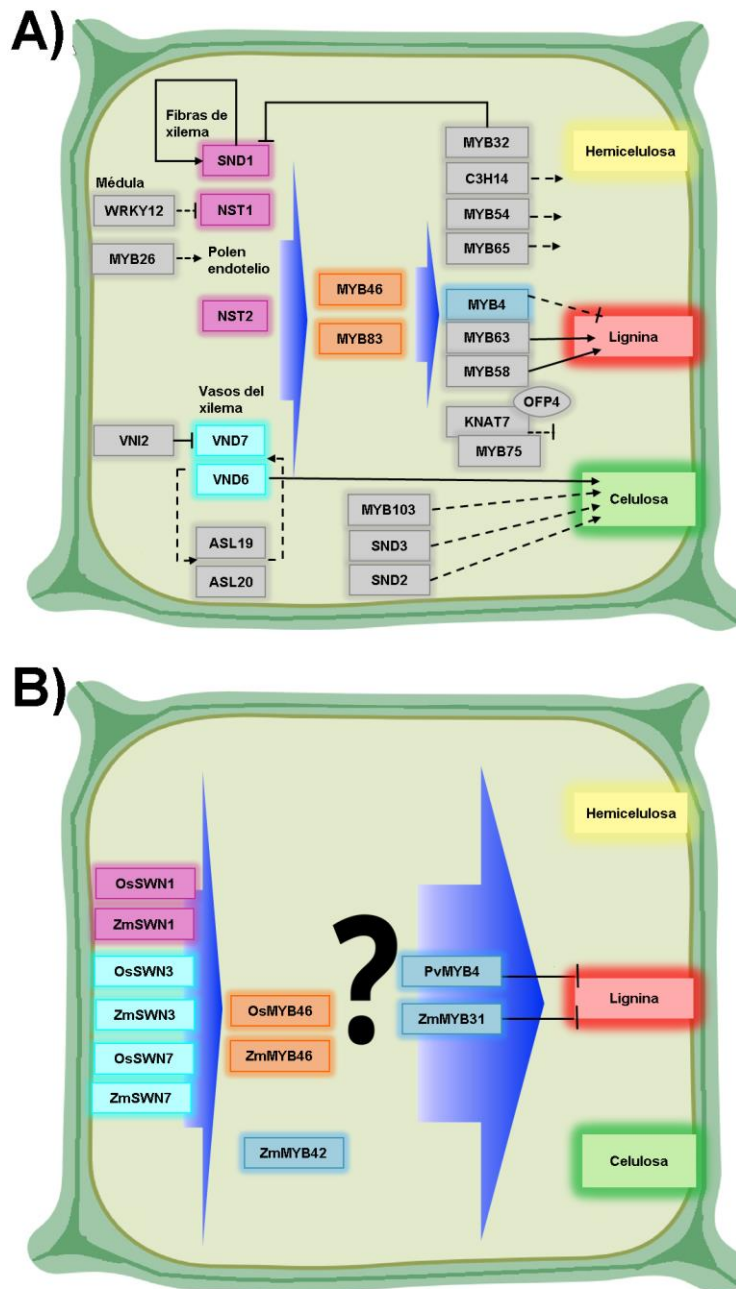 A)
Fibras de
xilema
SND1
Médula
WRKY12
NST1
MYB26
Polen
endotelio
NST2
Vasos del
xilema
VNI2
VND7
VND6
ASL19
ASL20
MYB46
MYB83
MYB32
C3H14
MYB54
MYB65
MYB4
MYB63
MYB58
OFP4
KNAT7
MYB75
MYB103
SND3
SND2
Hemicelulosa
Lignina
Celulosa
B)
OsSWN1
ZmSWN1
OsSWN3
ZmSWN3
OsSWN7
ZmSWN7
OsMYB46
ZmMYB46
ZmMYB42
?
PvMYB4
ZmMYB31
Hemicelulosa
Lignina
Celulosa